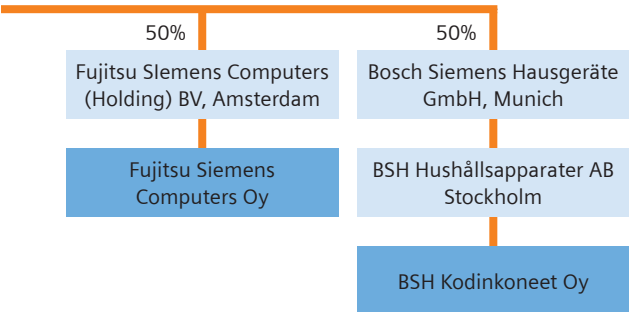 50%
Fujitsu SIemens Computers
(Holding) BV, Amsterdam
Fujitsu Siemens
Computers Oy
50%
Bosch Siemens Hausgeräte
GmbH, Munich
BSH Hushållsapparater AB
Stockholm
BSH Kodinkoneet Oy